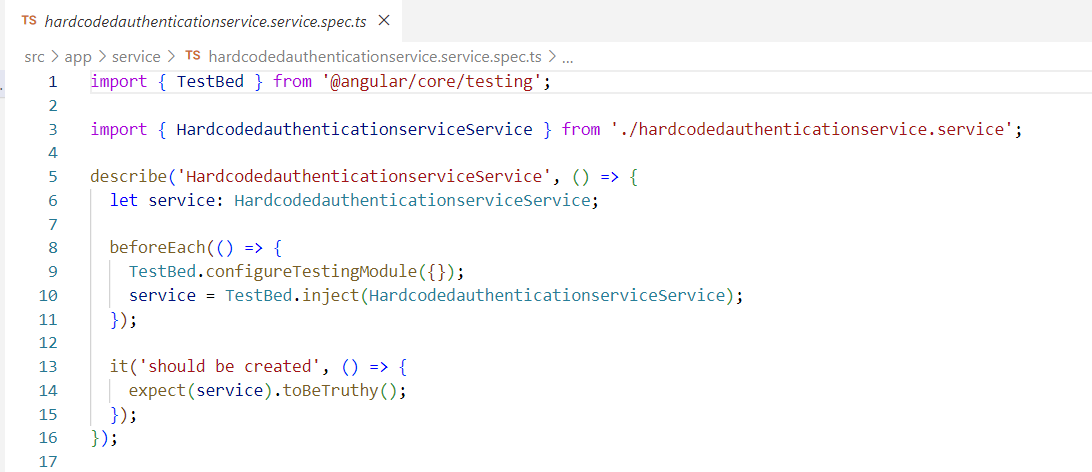 TS hardcodedauthenticationservice.service.spec.ts ×
src > app > service > TS hardcodedauthenticationservice.service.spec.ts > ...
1 import { TestBed } from '@angular/core/testing';
2
3 import { HardcodedauthenticationserviceService } from './hardcodedauthenticationservice.service';
4
5 describe('HardcodedauthenticationserviceService', () => {
6   let service: HardcodedauthenticationserviceService;
7
8   beforeEach(() => {
9     TestBed.configureTestingModule({});
10     service = TestBed.inject(HardcodedauthenticationserviceService);
11   });
12
13   it('should be created', () => {
14     expect(service).toBeTruthy();
15   });
16 });
17